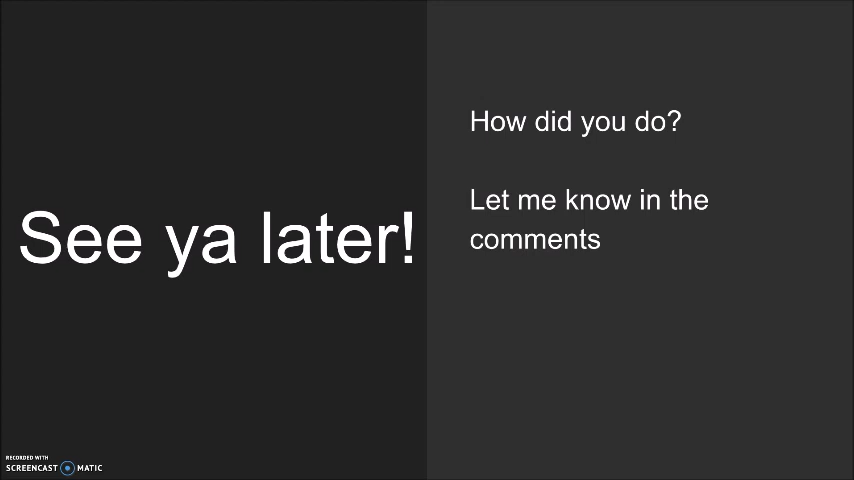 See ya later!
How did you do?
Let me know in the
comments
RECORDED WITH
SCREENCAST MATIC